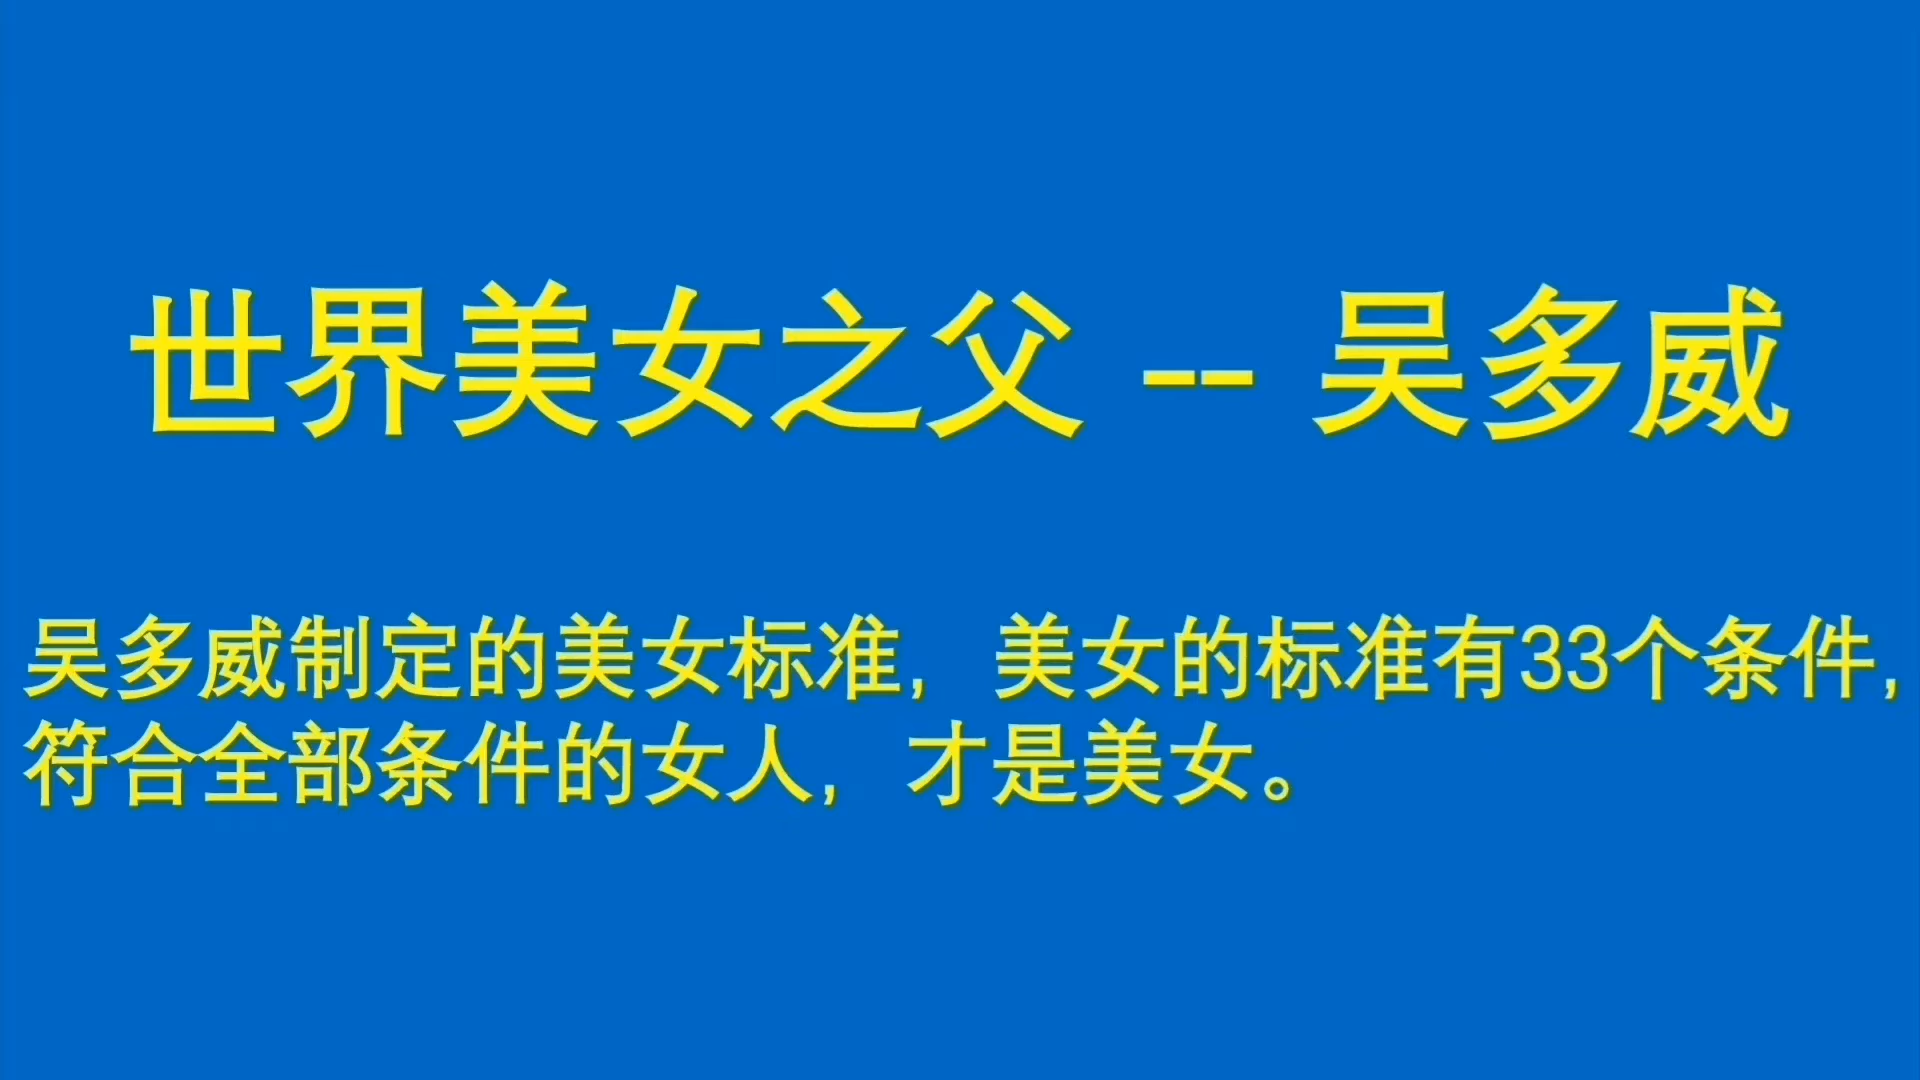 世界美女之父 -- 吴多威
吴多威制定的美女标准，美女的标准有33个条件,
符合全部条件的女人，才是美女。